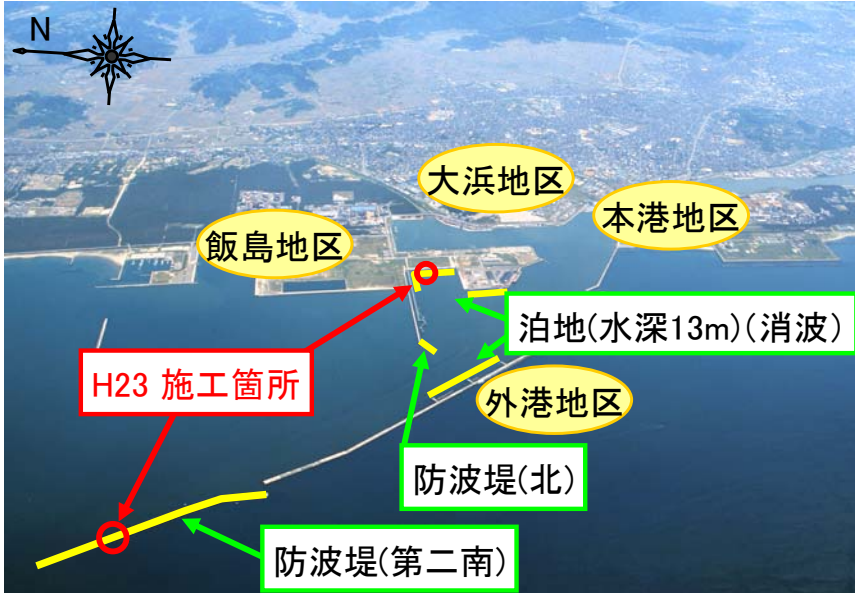 N
大浜地区
本港地区
飯島地区
泊地(水深13m)(消波)
H23 施工箇所
外港地区
防波堤(北)
防波堤(第二南)